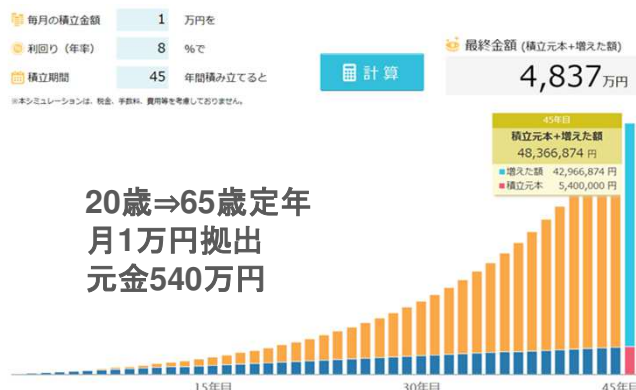 毎月の積立金額 1 万円を
利回り（年率） 8 %で
積立期間 45 年間積み立てると
※本シミュレーションは、税金、手数料、費用等を考慮しておりません。
計算
最終金額 (積立元本+増えた額)
4,837万円
45年目
積立元本+増えた額
48,366,874 円
増えた額 42,966,874 円
積立元本 5,400,000 円
20歳⇒65歳定年
月1万円拠出
元金540万円
15年目 30年目 45年目